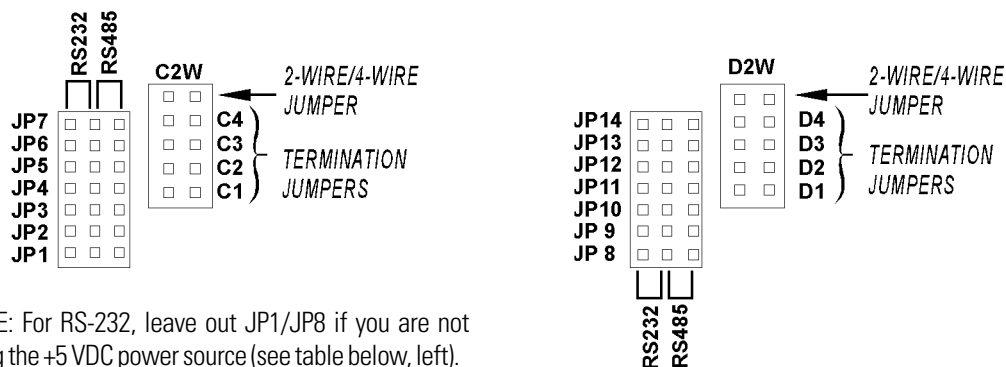 RS232
RS485
C2W
2-WIRE/4-WIRE
JUMPER
JP7
JP6
JP5
JP4
JP3
JP2
JP1
C4
C3
C2
C1
TERMINATION
JUMPERS
D2W
2-WIRE/4-WIRE
JUMPER
JP14
JP13
JP12
JP11
JP10
JP 9
JP 8
D4
D3
D2
D1
TERMINATION
JUMPERS
RS232
RS485
E: For RS-232, leave out JP1/JP8 if you are not
the +5 VDC power source (see table below, left).